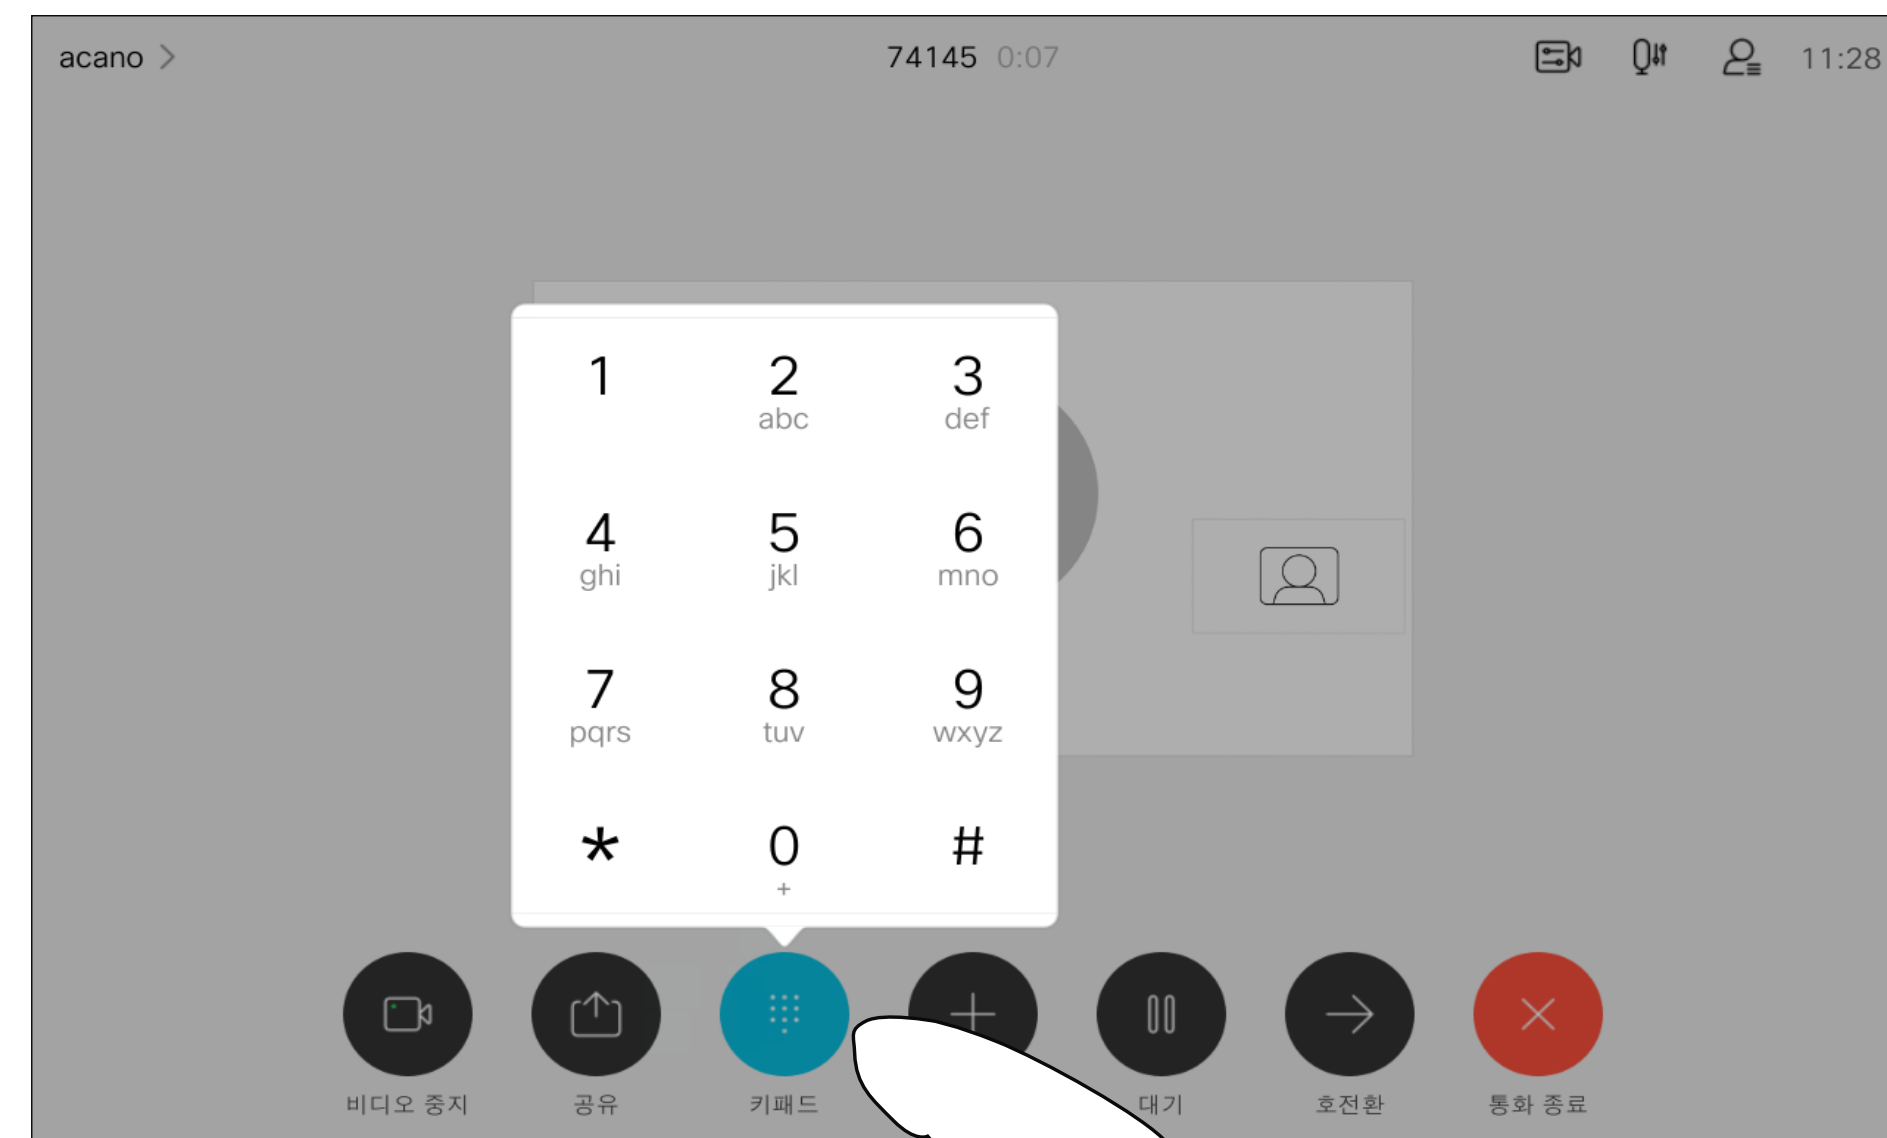 acano
74145 0:07
11:28
1
2
3
abc
def
4
5
6
ghi
jkl
mno
7
8
9
pqrs
tuv
wxyz
*
0
#
+
비디오 중지
공유
키패드
대기
호전환
통화 종료